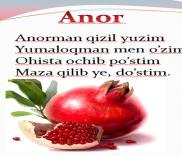 Anor
Anorman qizil yuzim
Yumaloqman men o'zim
Ohista ochib po'stim
Maza qilib ye, do'stim.